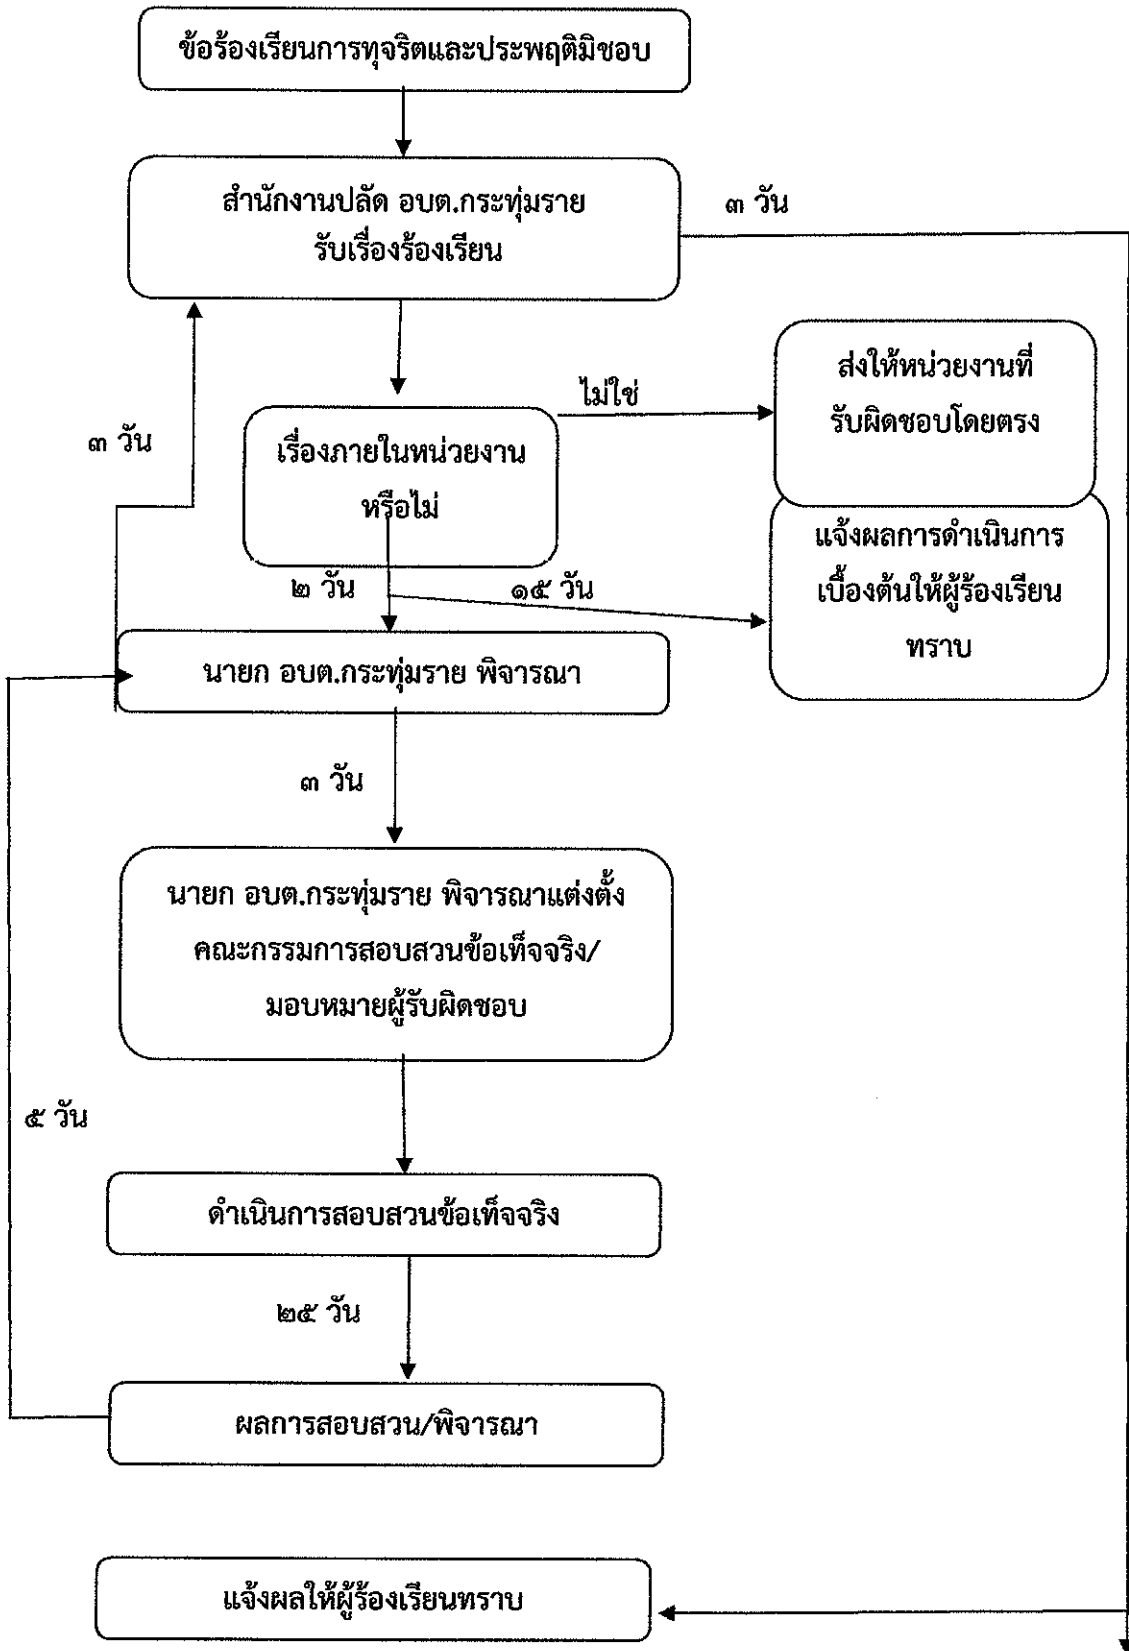 ข้อร้องเรียนการทุจริตและประพฤติมิชอบ
สำนักงานปลัด อบต.กระทุ่มราย
รับเรื่องร้องเรียน
๓ วัน
ส่งให้หน่วยงานที่
รับผิดชอบโดยตรง
ไม่ใช่
๓ วัน
เรื่องภายในหน่วยงาน
หรือไม่
แจ้งผลการดำเนินการ
เบื้องต้นให้ผู้ร้องเรียน
ทราบ
๒ วัน
๑๕ วัน
นายก อบต.กระทุ่มราย พิจารณา
๓ วัน
นายก อบต.กระทุ่มราย พิจารณาแต่งตั้ง
คณะกรรมการสอบสวนข้อเท็จจริง/
มอบหมายผู้รับผิดชอบ
๕ วัน
ดำเนินการสอบสวนข้อเท็จจริง
๒๕ วัน
ผลการสอบสวน/พิจารณา
แจ้งผลให้ผู้ร้องเรียนทราบ